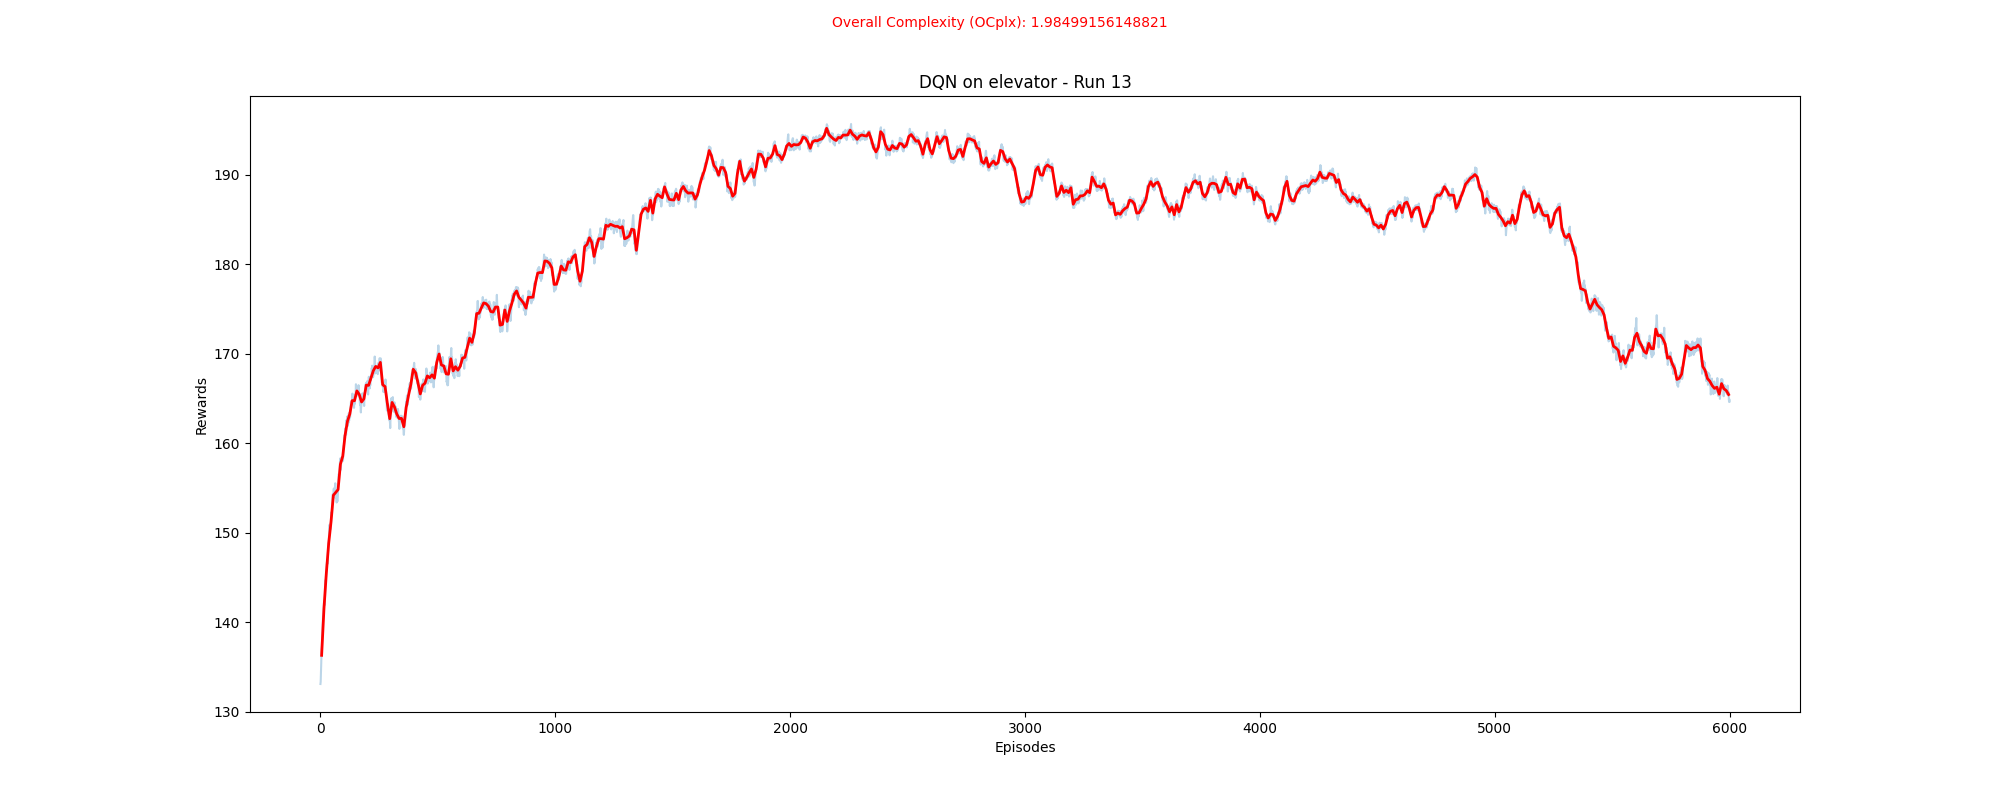 Overall Complexity (OCplx): 1.98499156148821
DQN on elevator - Run 13
Rewards
190
180
170
160
150
140
130
0 1000 2000 3000 4000 5000 6000
Episodes